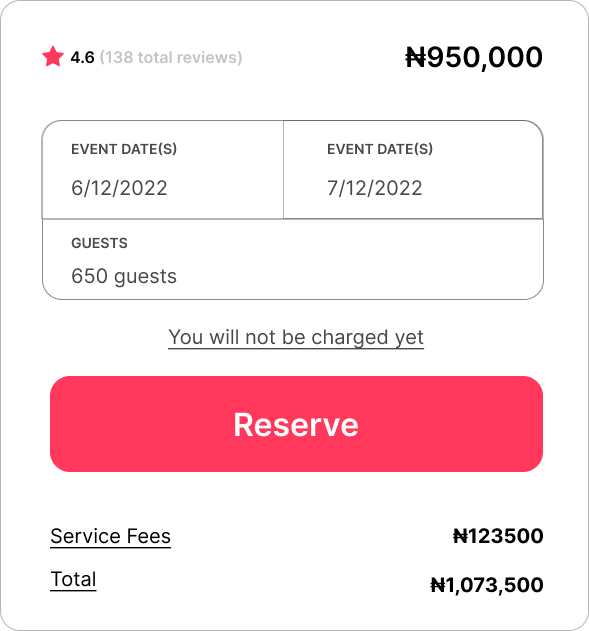 4.6 (138 total reviews) ₦950,000
EVENT DATE(S) EVENT DATE(S)
6/12/2022 7/12/2022
GUESTS
650 guests
You will not be charged yet
Reserve
Service Fees ₦123500
Total ₦1,073,500